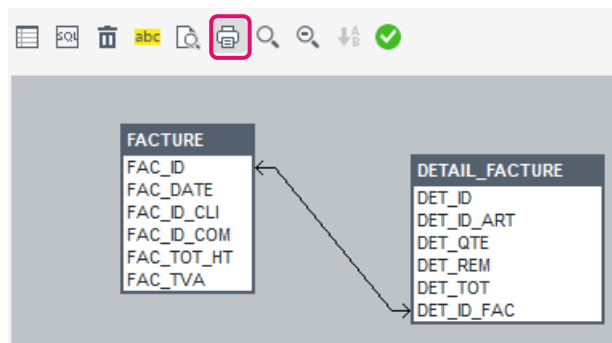 SQL
abc
A
B
FACTURE
FAC_ID
FAC_DATE
FAC_ID_CLI
FAC_ID_COM
FAC_TOT_HT
FAC_TVA
DETAIL_FACTURE
DET_ID
DET_ID_ART
DET_QTE
DET_REM
DET_TOT
DET_ID_FAC